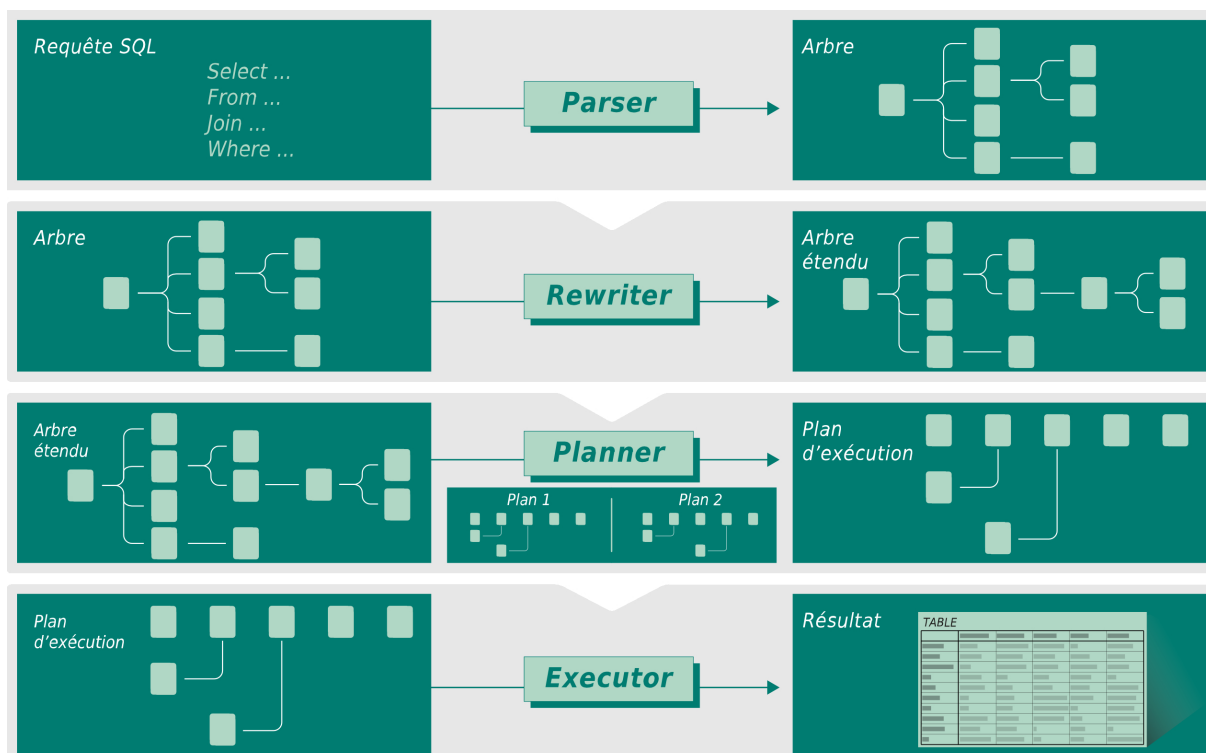 Requête SQL
Select ...
From ...
Join ...
Where ...
Parser
Arbre
Arbre
Rewriter
Arbre
étendu
Arbre
étendu
Planner
Plan 1
Plan 2
Plan
d’exécution
Plan
d’exécution
Executor
Résultat
TABLE